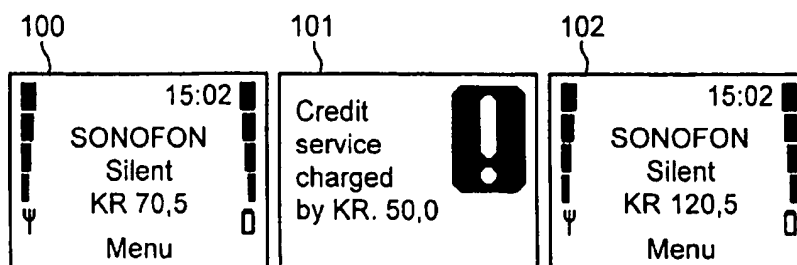 100
101
102
15:02
SONOFON
Silent
KR 70,5
Menu
Credit
service
charged
by KR. 50,0
15:02
SONOFON
Silent
KR 120,5
Menu